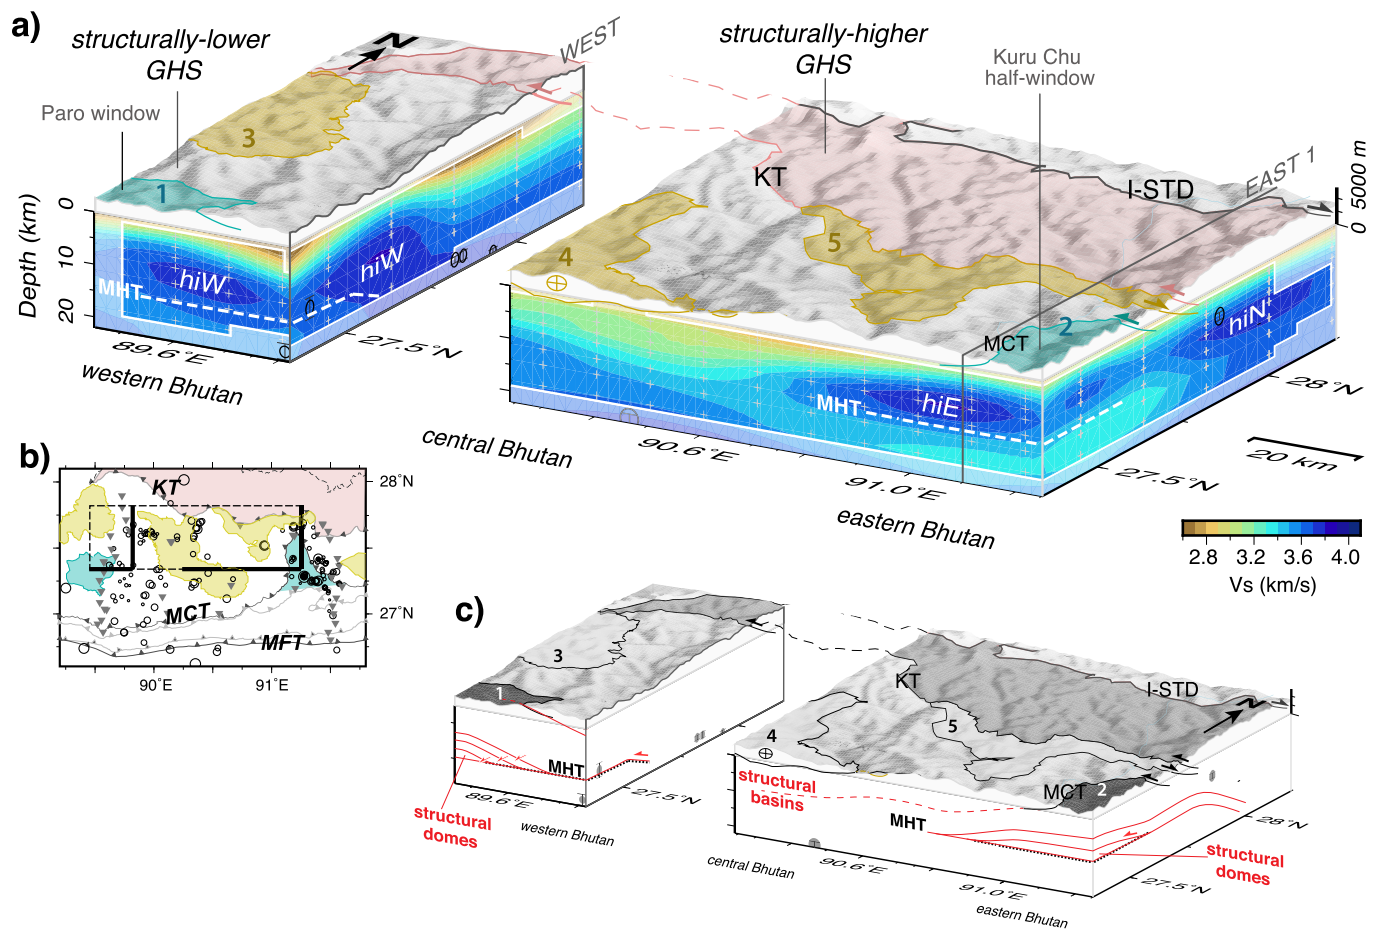 a)
structurally-lower
GHS
Paro window
N
WEST
structurally-higher
GHS
Kuru Chu
half-window
3
1
KT
I-STD
EAST 1
5000 m
0
4
5
2
MCT
Depth (km)
0
10
20
MHT
hiW
hiW
MHT
hiE
hiN
89.6°E
27.5°N
western Bhutan
central Bhutan
90.6°E
91.0°E
eastern Bhutan
27.5°N
28°N
20 km
2.8 3.2 3.6 4.0
Vs (km/s)
b)
KT
MCT
MFT
28°N
27°N
90°E
91°E
c)
3
1
MHT
89.6°E
27.5°N
western Bhutan
structural
domes
KT
I-STD
N
4
5
MCT
2
structural
basins
MHT
structural
domes
28°N
27.5°N
central Bhutan
90.6°E
91.0°E
eastern Bhutan